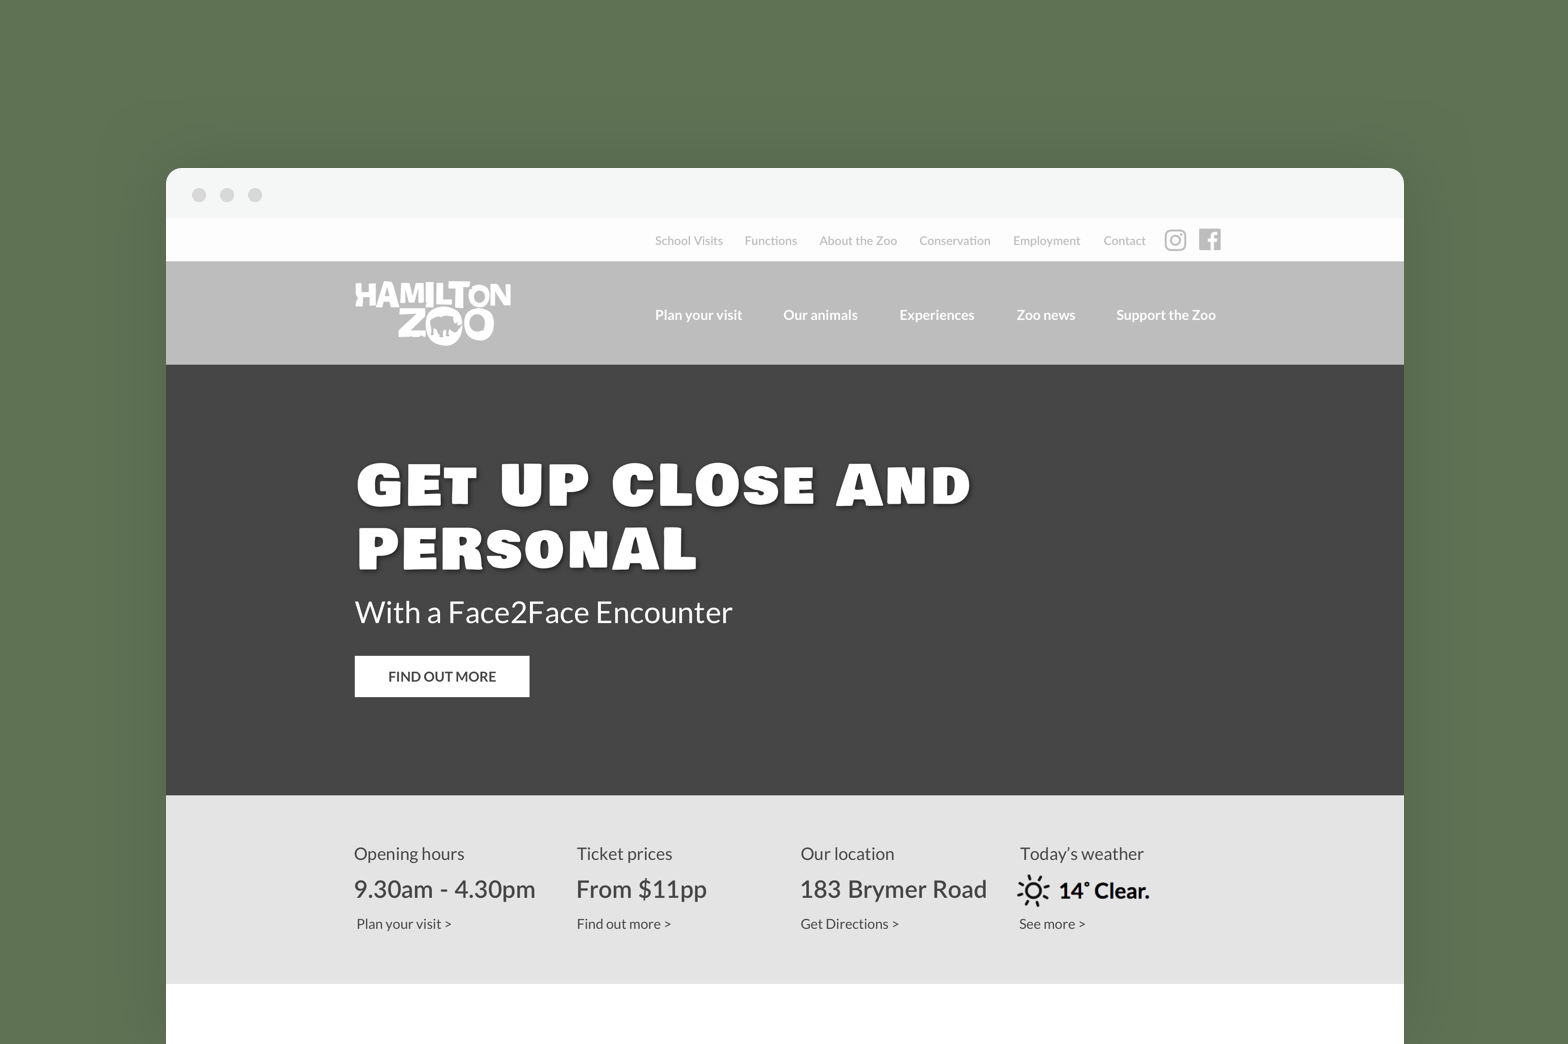 School Visits Functions About the Zoo Conservation Employment Contact
HAMILTON
ZOO
Plan your visit Our animals Experiences Zoo news Support the Zoo
GET UP CLOSE AND
PERSONAL
With a Face2Face Encounter
FIND OUT MORE
Opening hours
9.30am - 4.30pm
Plan your visit >
Ticket prices
From $11pp
Find out more >
Our location
183 Brymer Road
Get Directions >
Today’s weather
14° Clear.
See more >